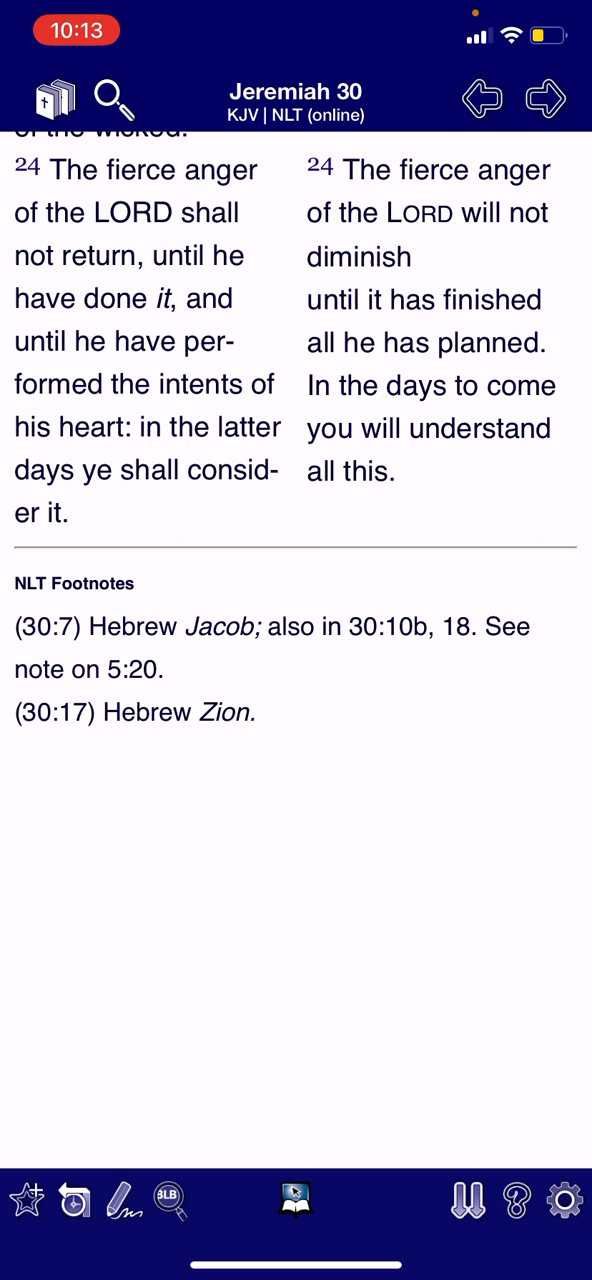 10:13
Jeremiah 30
KJV | NLT (online)
of the wicked.
24 The fierce anger
of the LORD shall
not return, until he
have done it, and
until he have per-
formed the intents of
his heart: in the latter
days ye shall consid-
er it.
24 The fierce anger
of the LORD will not
diminish
until it has finished
all he has planned.
In the days to come
you will understand
all this.
NLT Footnotes
(30:7) Hebrew Jacob; also in 30:10b, 18. See
note on 5:20.
(30:17) Hebrew Zion.
BLB